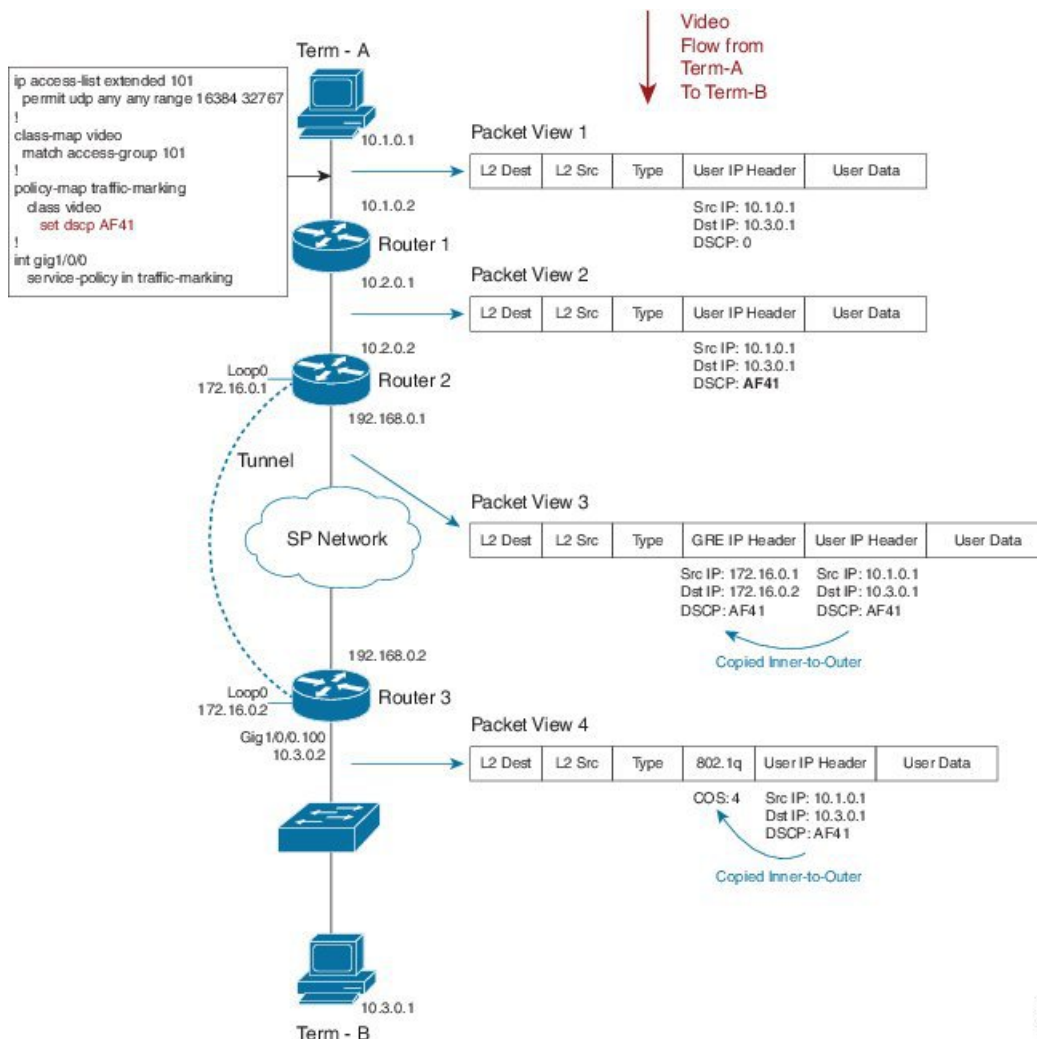 Term - A
Video
Flow from
Term-A
To Term-B
ip access-list extended 101
permit udp any any range 16384 32767
!
class-map video
match access-group 101
!
policy-map traffic-marking
class video
set dscp AF41
!
int gig1/0/0
service-policy in traffic-marking
10.1.0.1
Packet View 1
L2 Dest L2 Src Type User IP Header User Data
Src IP: 10.1.0.1
Dst IP: 10.3.0.1
DSCP: 0
10.1.0.2
Router 1
10.2.0.1
Packet View 2
L2 Dest L2 Src Type User IP Header User Data
Src IP: 10.1.0.1
Dst IP: 10.3.0.1
DSCP: AF41
10.2.0.2
Loop0
172.16.0.1
Router 2
192.168.0.1
Tunnel
SP Network
Packet View 3
L2 Dest L2 Src Type GRE IP Header User IP Header User Data
Src IP: 172.16.0.1 Src IP: 10.1.0.1
Dst IP: 172.16.0.2 Dst IP: 10.3.0.1
DSCP: AF41 DSCP: AF41
Copied Inner-to-Outer
192.168.0.2
Loop0
172.16.0.2
Router 3
Gig1/0/0.100
10.3.0.2
Packet View 4
L2 Dest L2 Src Type 802.1q User IP Header User Data
COS: 4 Src IP: 10.1.0.1
Dst IP: 10.3.0.1
DSCP: AF41
Copied Inner-to-Outer
10.3.0.1
Term - B